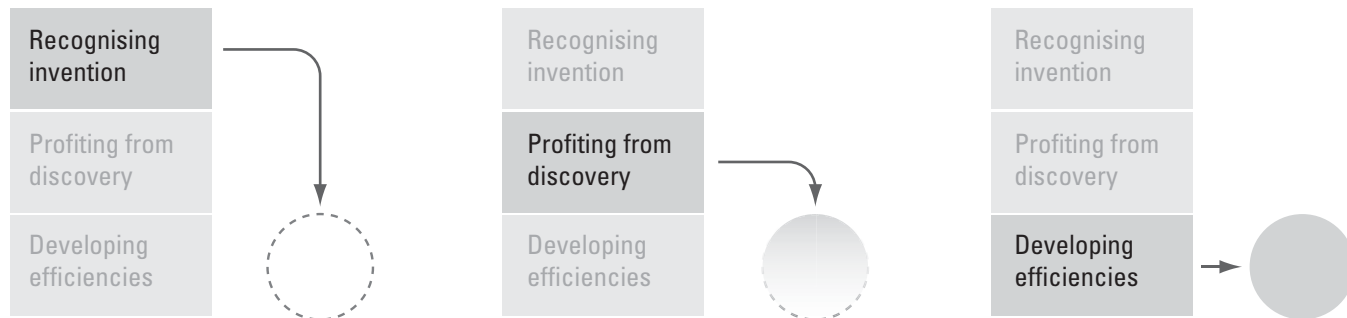 Recognising
invention
Profiting from
discovery
Developing
efficiencies
Recognising
invention
Profiting from
discovery
Developing
efficiencies
Recognising
invention
Profiting from
discovery
Developing
efficiencies